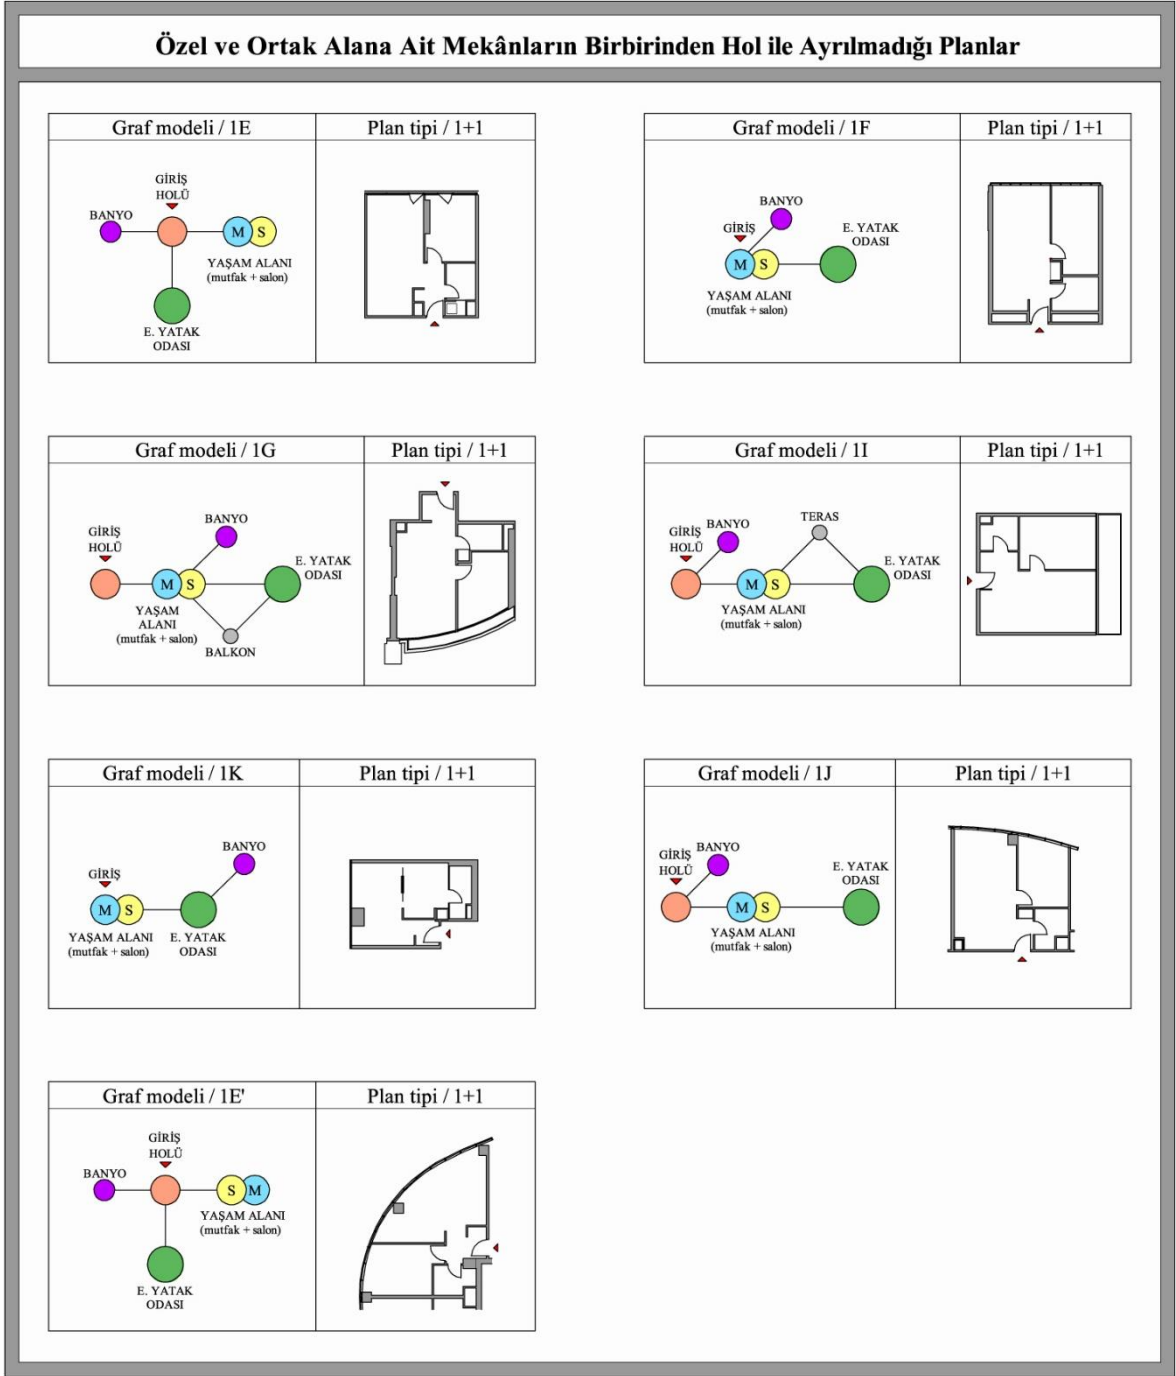 Özel ve Ortak Alana Ait Mekânların Birbirinden Hol ile Ayrılmadığı Planlar
Graf modeli / 1E
Plan tipi / 1+1
GİRİŞ
HOLÜ
BANYO
M S
YAŞAM ALANI
(mutfak + salon)
E. YATAK
ODASI
Graf modeli / 1F
Plan tipi / 1+1
BANYO
GİRİŞ
E. YATAK
ODASI
M S
YAŞAM ALANI
(mutfak + salon)
Graf modeli / 1G
Plan tipi / 1+1
BANYO
GİRİŞ
HOLÜ
E. YATAK
ODASI
M S
YAŞAM
ALANI
(mutfak + salon)
BALKON
Graf modeli / 1I
Plan tipi / 1+1
TERAS
BANYO
GİRİŞ
HOLÜ
E. YATAK
ODASI
M S
YAŞAM ALANI
(mutfak + salon)
Graf modeli / 1K
Plan tipi / 1+1
BANYO
GİRİŞ
M S
YAŞAM ALANI
(mutfak + salon)
E. YATAK
ODASI
Graf modeli / 1J
Plan tipi / 1+1
GİRİŞ
HOLÜ
BANYO
E. YATAK
ODASI
M S
YAŞAM ALANI
(mutfak + salon)
Graf modeli / 1E'
Plan tipi / 1+1
GİRİŞ
HOLÜ
BANYO
S M
YAŞAM ALANI
(mutfak + salon)
E. YATAK
ODASI